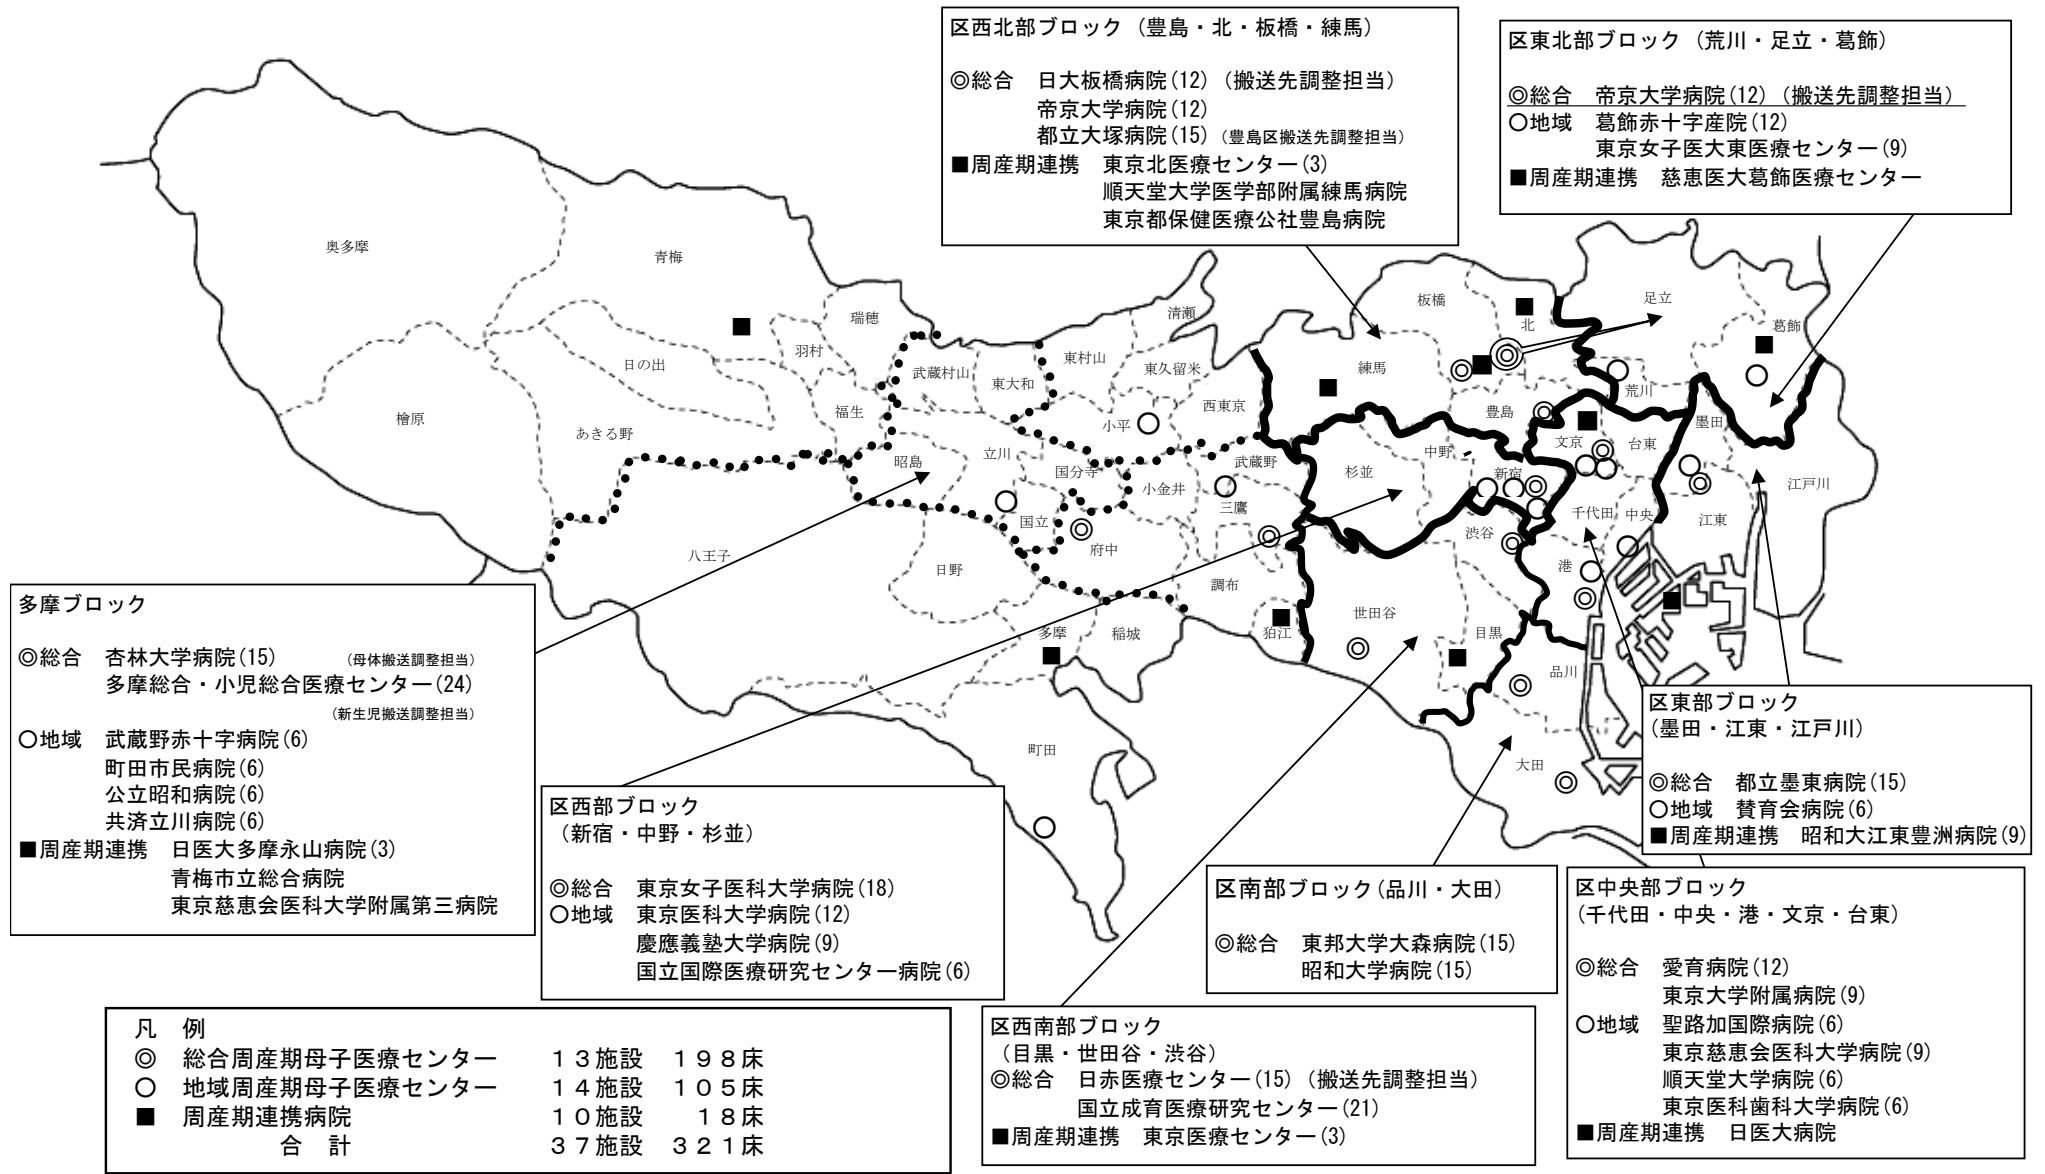 区西北部ブロック（豊島・北・板橋・練馬）
◎総合　日大板橋病院(12)（搬送先調整担当）
帝京大学病院(12)
都立大塚病院(15)（豊島区搬送先調整担当）
■周産期連携　東京北医療センター(3)
順天堂大学医学部附属練馬病院
東京都保健医療公社豊島病院
区東北部ブロック（荒川・足立・葛飾）
◎総合　帝京大学病院(12)（搬送先調整担当）
○地域　葛飾赤十字産院(12)
東京女子医大東医療センター(9)
■周産期連携　慈恵医大葛飾医療センター
奥多摩
青梅
瑞穂
羽村
日の出
福生
檜原
あきる野
武蔵村山
東大和
東村山
清瀬
東久留米
西東京
小平
昭島
立川
国分寺
小金井
武蔵野
三鷹
国立
府中
八王子
日野
調布
狛江
多摩
稲城
町田
板橋
北
足立
葛飾
練馬
豊島
荒川
墨田
文京
台東
杉並
中野
新宿
千代田
中央
江東
江戸川
渋谷
港
世田谷
目黒
品川
大田
多摩ブロック
◎総合　杏林大学病院(15)　（母体搬送調整担当）
多摩総合・小児総合医療センター(24)
（新生児搬送調整担当）
○地域　武蔵野赤十字病院(6)
町田市民病院(6)
公立昭和病院(6)
共済立川病院(6)
■周産期連携　日医大多摩永山病院(3)
青梅市立総合病院
東京慈恵会医科大学附属第三病院
区西部ブロック
（新宿・中野・杉並）
◎総合　東京女子医科大学病院(18)
○地域　東京医科大学病院(12)
慶應義塾大学病院(9)
国立国際医療研究センター病院(6)
区南部ブロック(品川・大田)
◎総合　東邦大学大森病院(15)
昭和大学病院(15)
区東部ブロック
(墨田・江東・江戸川)
◎総合　都立墨東病院(15)
○地域　賛育会病院(6)
■周産期連携　昭和大江東豊洲病院(9)
区中央部ブロック
(千代田・中央・港・文京・台東)
◎総合　愛育病院(12)
東京大学附属病院(9)
○地域　聖路加国際病院(6)
東京慈恵会医科大学病院(9)
順天堂大学病院(6)
東京医科歯科大学病院(6)
■周産期連携　日医大病院
区西南部ブロック
（目黒・世田谷・渋谷）
◎総合　日赤医療センター(15)（搬送先調整担当）
国立成育医療研究センター(21)
■周産期連携　東京医療センター(3)
凡　例
◎　総合周産期母子医療センター　１３施設　１９８床
○　地域周産期母子医療センター　１４施設　１０５床
■　周産期連携病院　１０施設　１８床
合　計　３７施設　３２１床